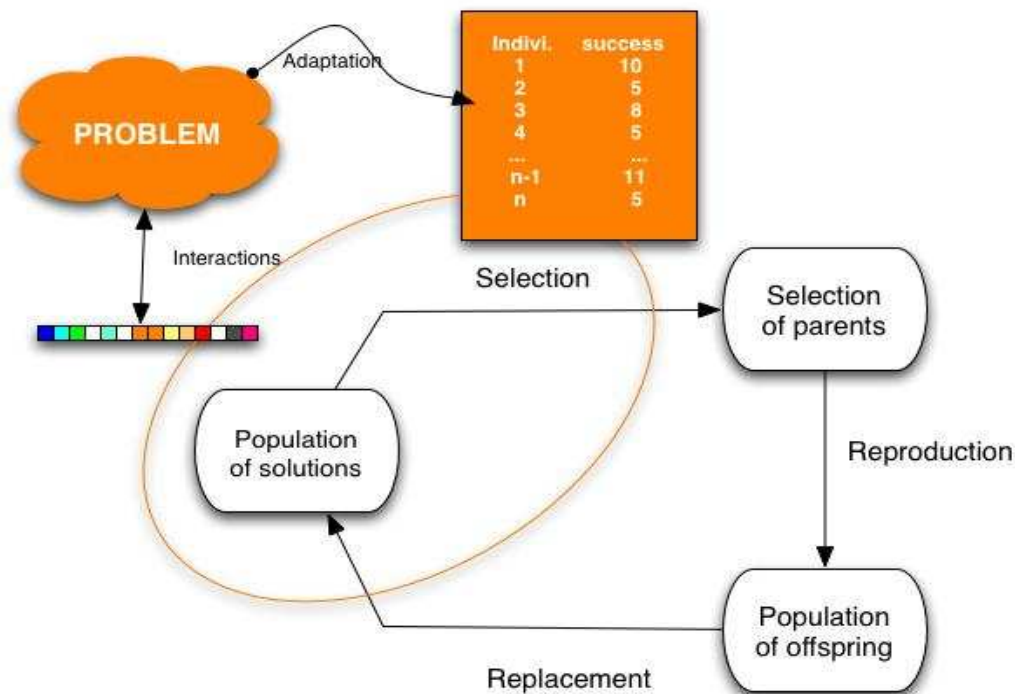 Adaptation
PROBLEM
Indivi. success
1 10
2 5
3 8
4 5
... ...
n-1 11
n 5
Interactions
Selection
Selection
of parents
Population
of solutions
Reproduction
Population
of offspring
Replacement